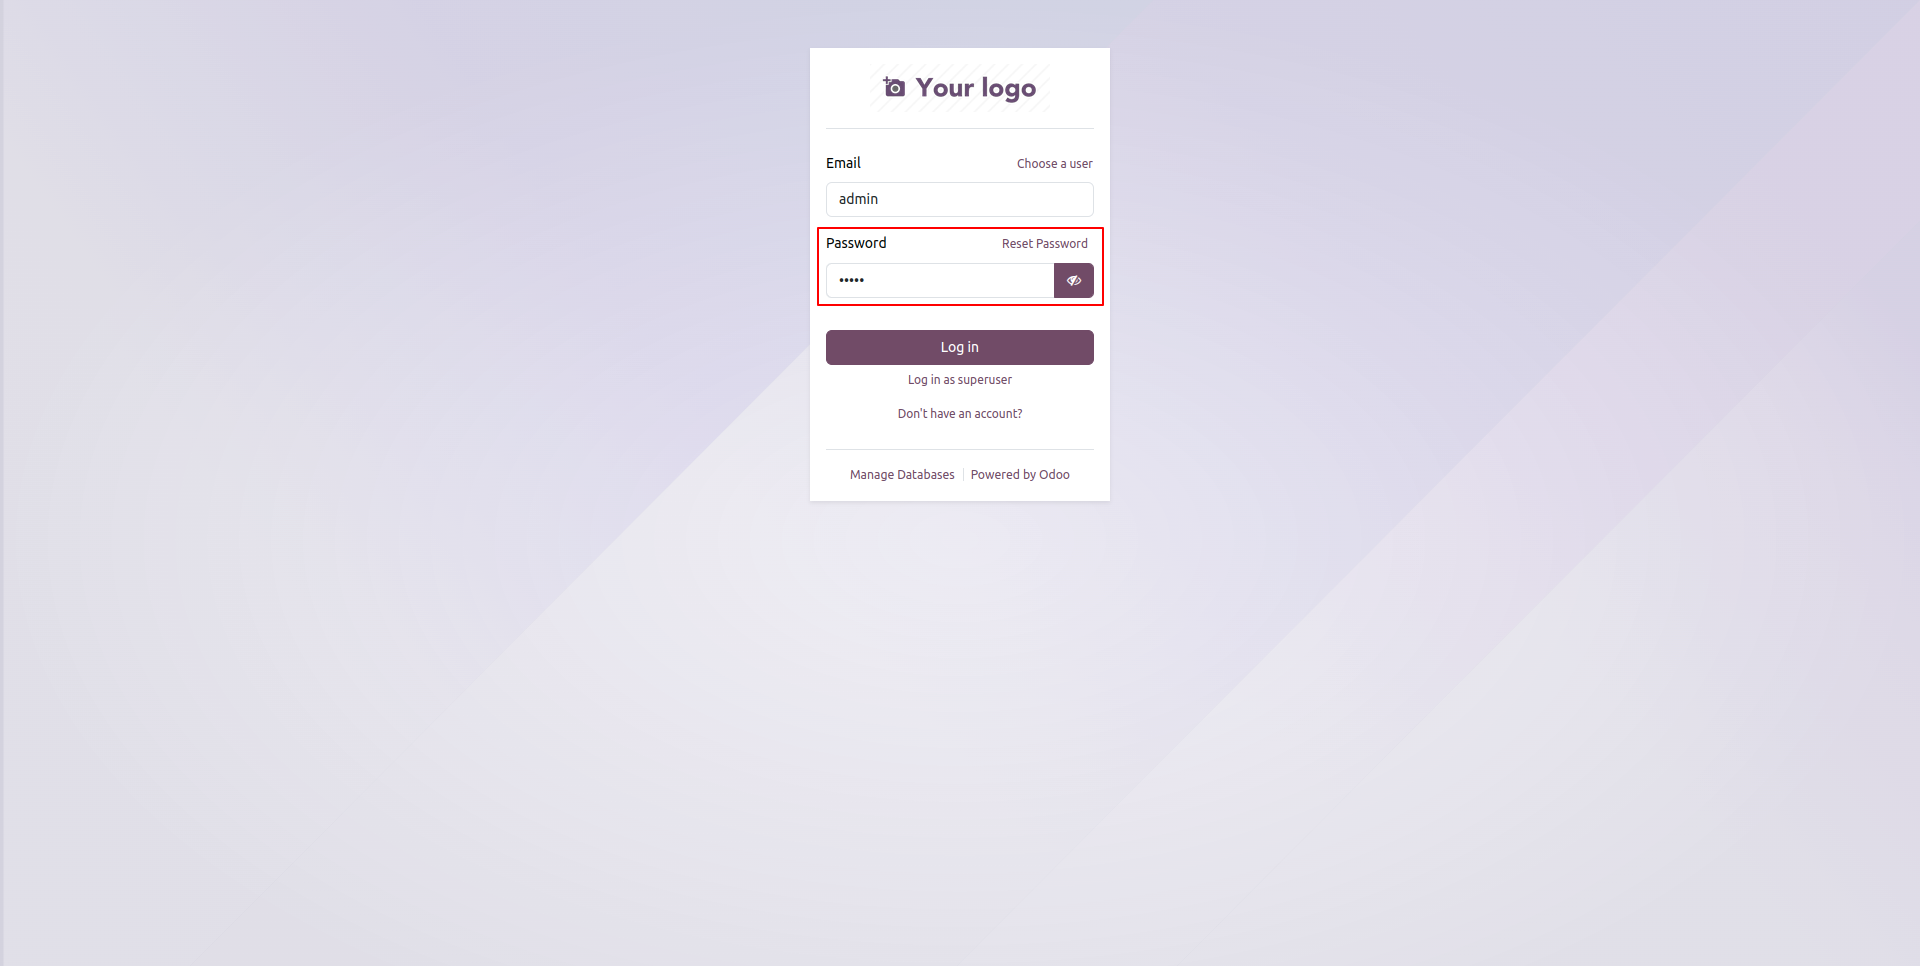 Your logo
Email Choose a user
admin
Password Reset Password
•••••
Log in
Log in as superuser
Don't have an account?
Manage Databases Powered by Odoo